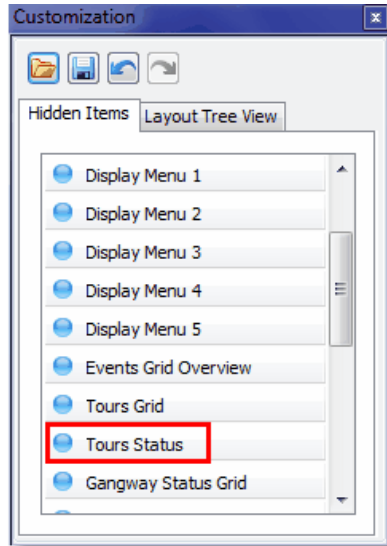 Customization
Hidden Items Layout Tree View
Display Menu 1
Display Menu 2
Display Menu 3
Display Menu 4
Display Menu 5
Events Grid Overview
Tours Grid
Tours Status
Gangway Status Grid